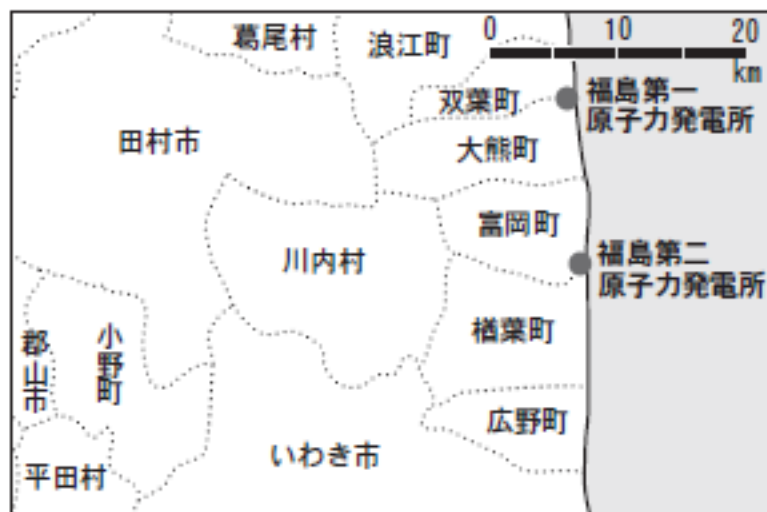 葛尾村
浪江町
0 10 20
km
双葉町
福島第一
原子力発電所
田村市
大熊町
富岡町
川内村
福島第二
原子力発電所
楢葉町
小野町
郡山市
広野町
いわき市
平田村